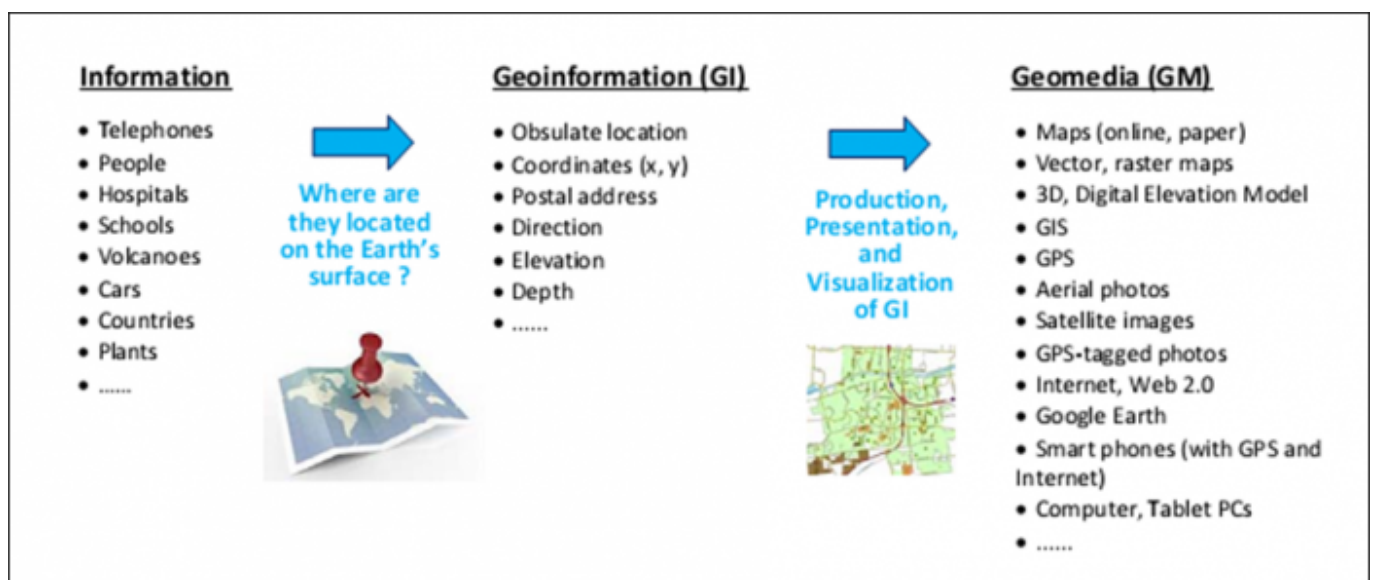 Information
• Telephones
• People
• Hospitals
• Schools
• Volcanoes
• Cars
• Countries
• Plants
• ......
Where are
they located
on the Earth's
surface ?
Geoinformation (GI)
• Obsulate location
• Coordinates (x, y)
• Postal address
• Direction
• Elevation
• Depth
• ......
Production,
Presentation,
and
Visualization
of GI
Geomedia (GM)
• Maps (online, paper)
• Vector, raster maps
• 3D, Digital Elevation Model
• GIS
• GPS
• Aerial photos
• Satellite images
• GPS-tagged photos
• Internet, Web 2.0
• Google Earth
• Smart phones (with GPS and
Internet)
• Computer, Tablet PCs
• ......